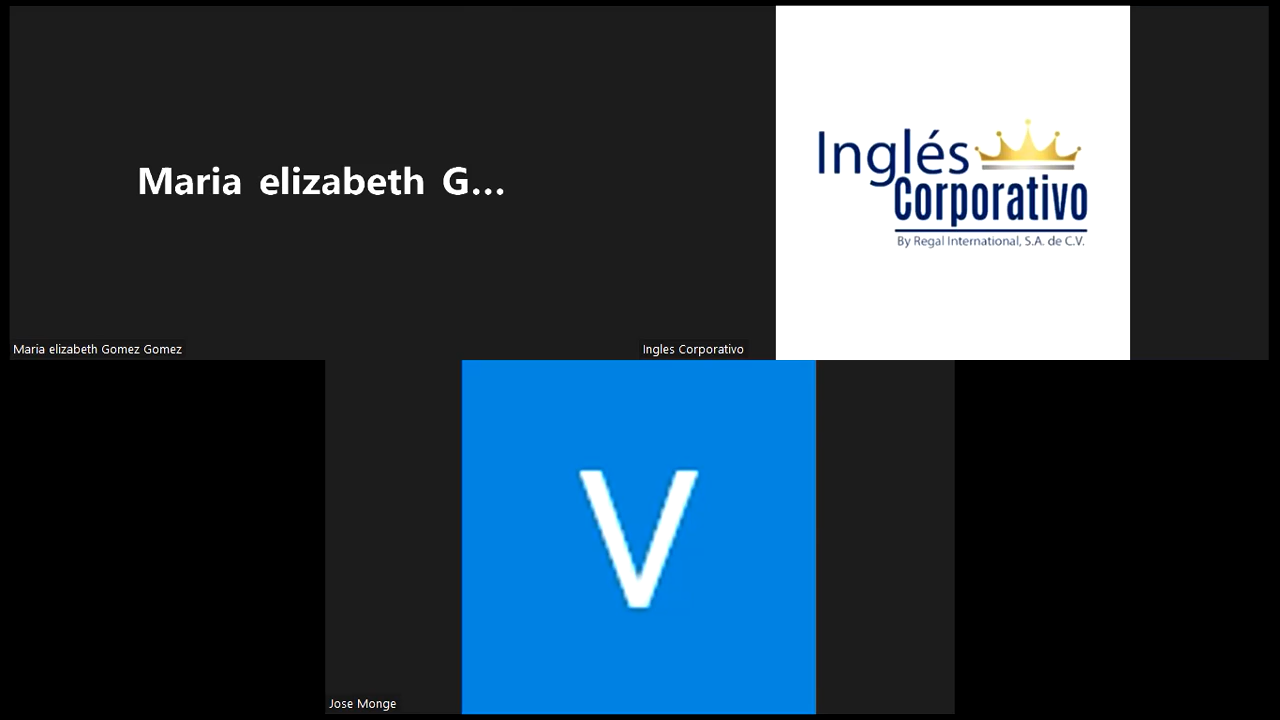 Maria elizabeth G...
Maria elizabeth Gomez Gomez
Inglés
Corporativo
By Regal International, S.A. de C.V.
Ingles Corporativo
V
Jose Monge